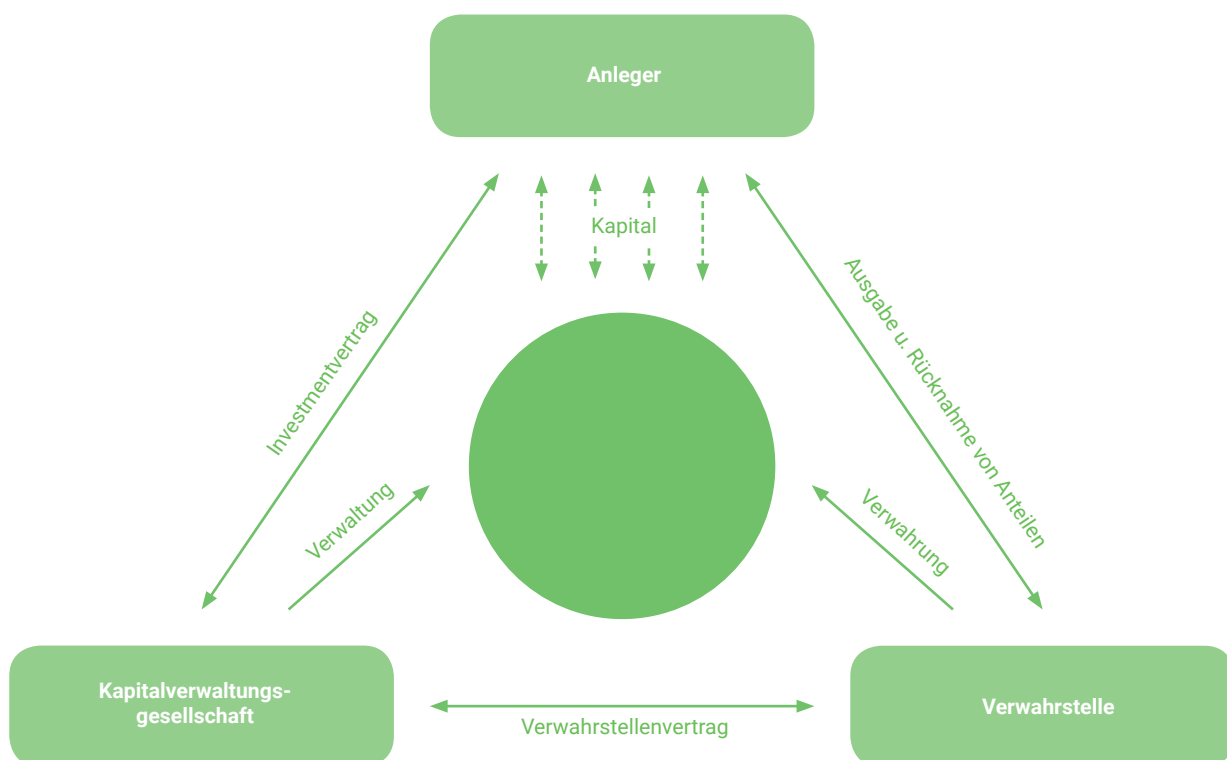 Anleger
Kapital
Investmentvertrag
Ausgabe u. Rücknahme von Anteilen
Verwaltung
Verwahrung
Kapitalverwaltungs-
gesellschaft
Verwahrstellenvertrag
Verwahrstelle